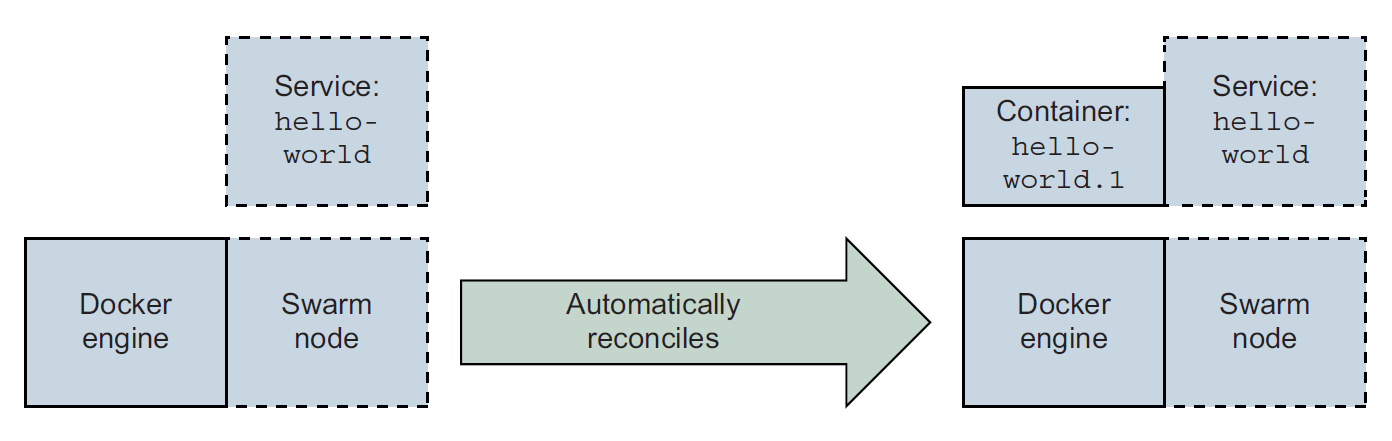 Service:
hello-
world
Docker
engine
Swarm
node
Automatically
reconciles
Container:
hello-
world.1
Service:
hello-
world
Docker
engine
Swarm
node